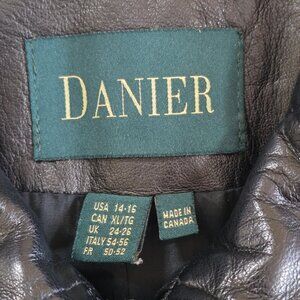 DANIER
USA 14-16
CAN XL/TG
UK 24-26
ITALY 54-56
FR 50-52
MADE IN
CANADA